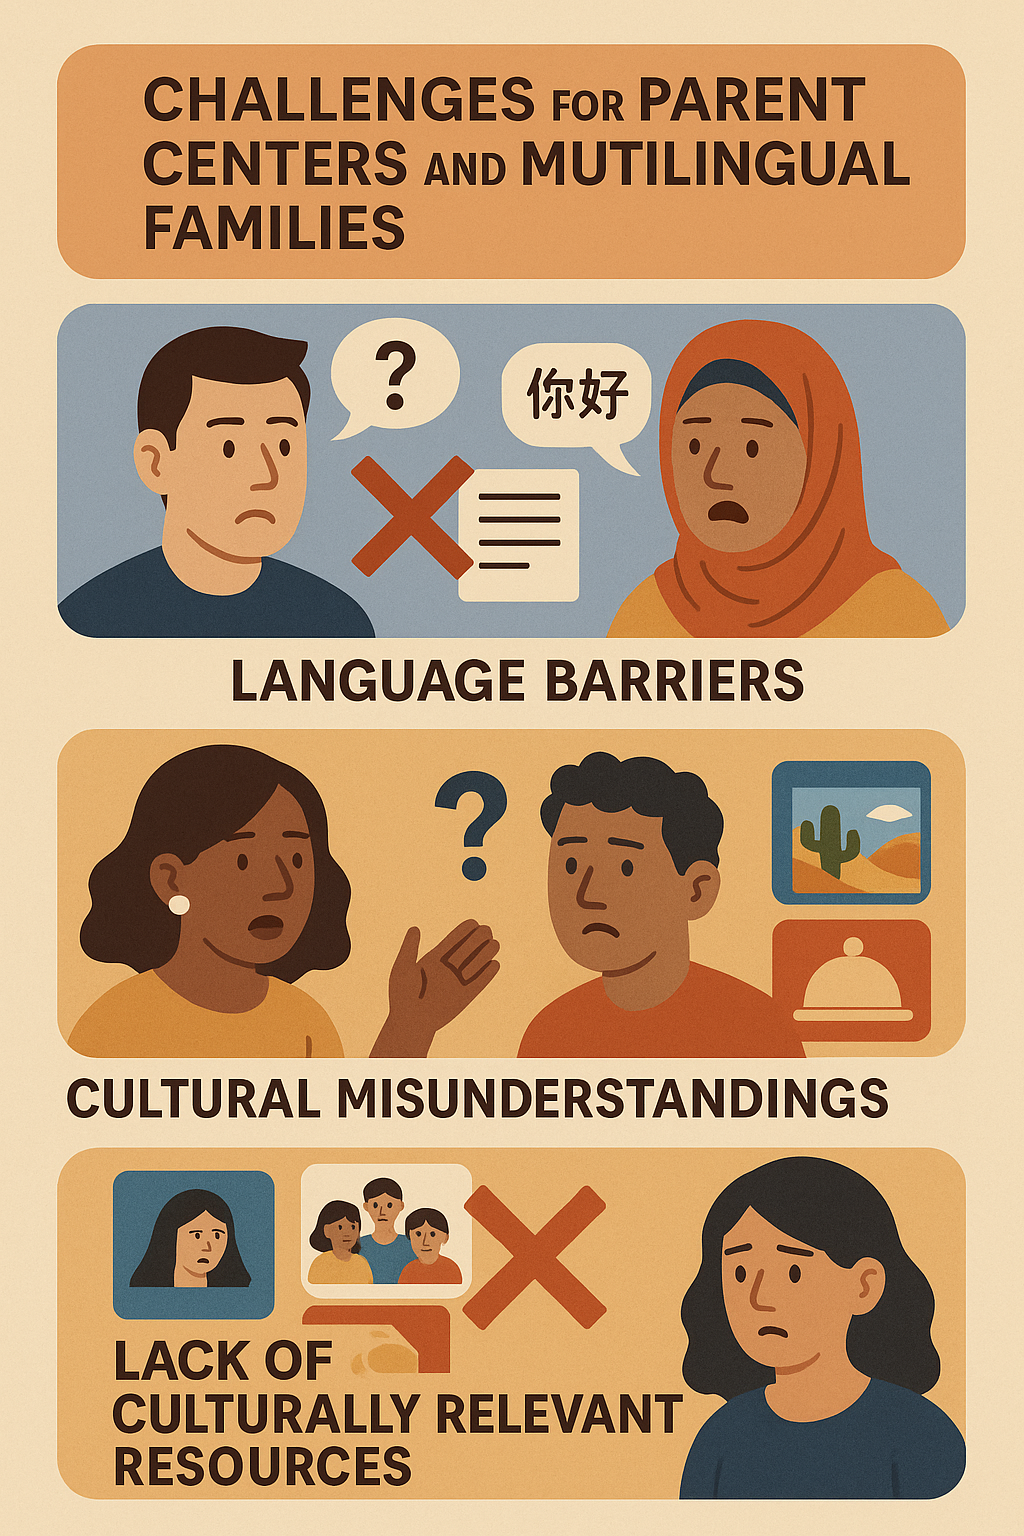 CHALLENGES FOR PARENT
CENTERS AND MUTILINGUAL
FAMILIES
?
你好
LANGUAGE BARRIERS
?
CULTURAL MISUNDERSTANDINGS
LACK OF
CULTURALLY RELEVANT
RESOURCES